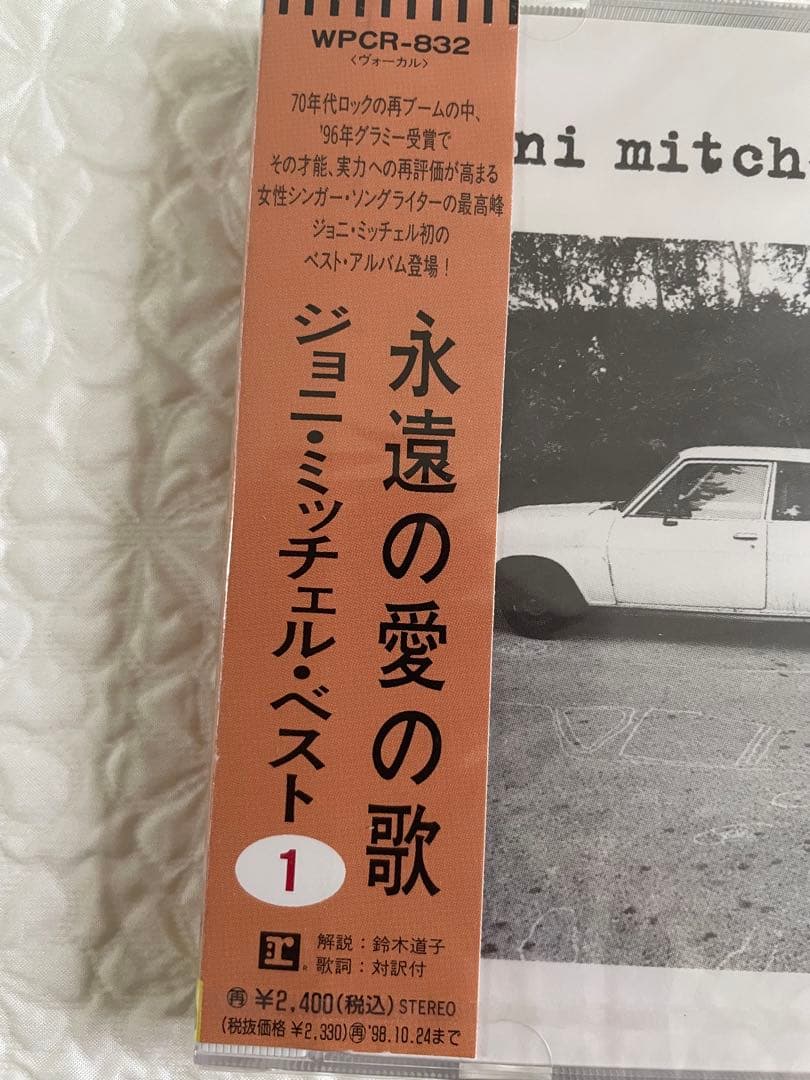 WPCR-832
〈ヴォーカル〉
70年代ロックの再ブームの中、
'96年グラミー受賞で
その才能、実力への再評価が高まる
女性シンガー・ソングライターの最高峰
ジョニ・ミッチェル初の
ベスト・アルバム登場!
永遠の愛の歌
ジョニ・ミッチェル・ベスト
1
r
解説:鈴木道子
歌詞:対訳付
再 ¥2,400(税込) STEREO
(税抜価格 ¥2,330) 再 '98.10.24まで
ni mitch